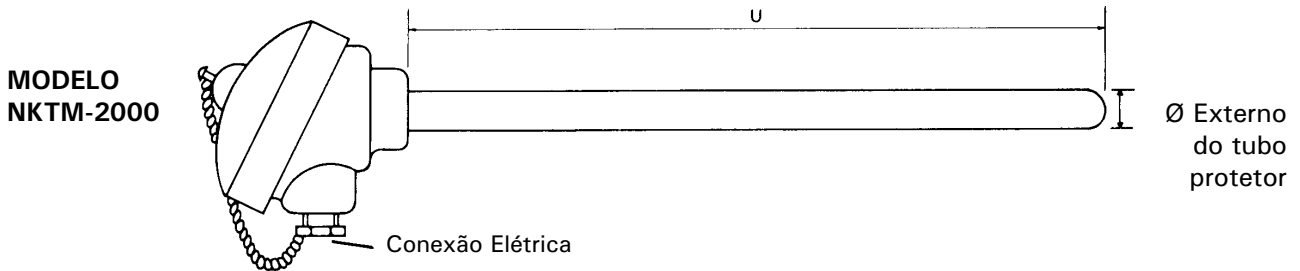 U
MODELO
NKTM-2000
Ø Externo
do tubo
protetor
Conexão Elétrica